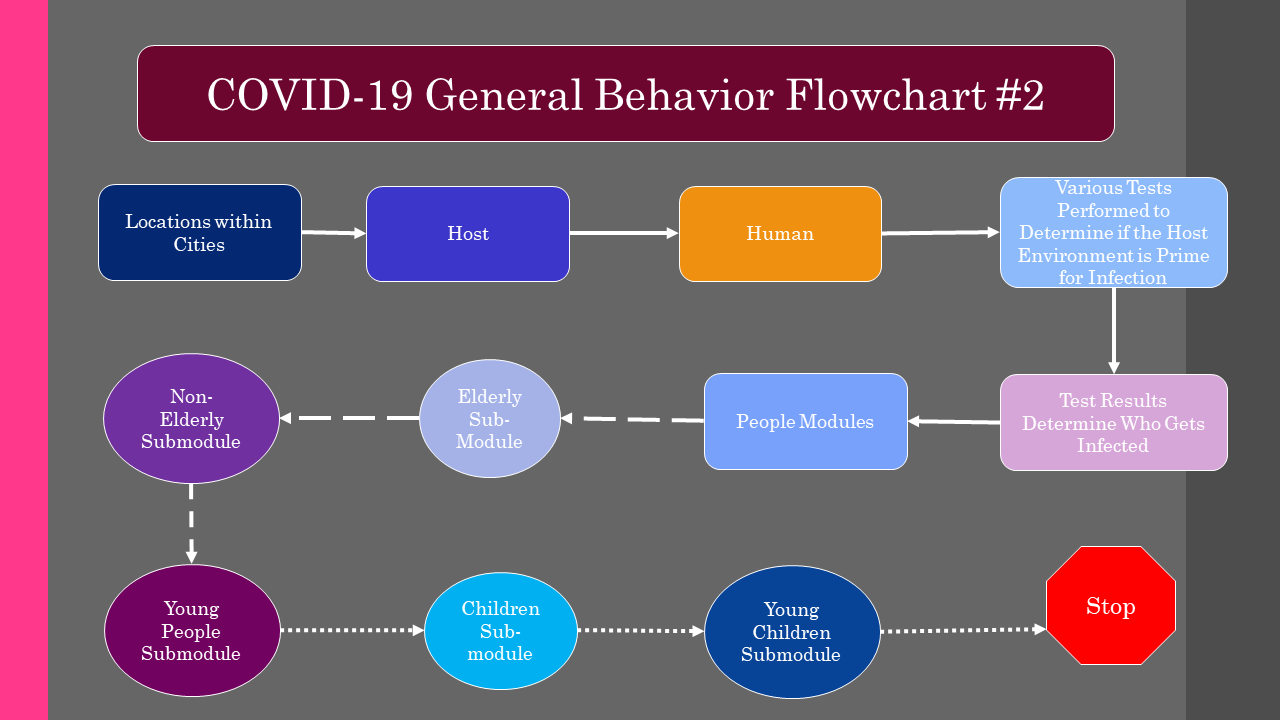 COVID-19 General Behavior Flowchart #2
Locations within
Cities
Host
Human
Various Tests
Performed to
Determine if the Host
Environment is Prime
for Infection
Non-
Elderly
Submodule
Elderly
Sub-
Module
People Modules
Test Results
Determine Who Gets
Infected
Young
People
Submodule
Children
Sub-
module
Young
Children
Submodule
Stop